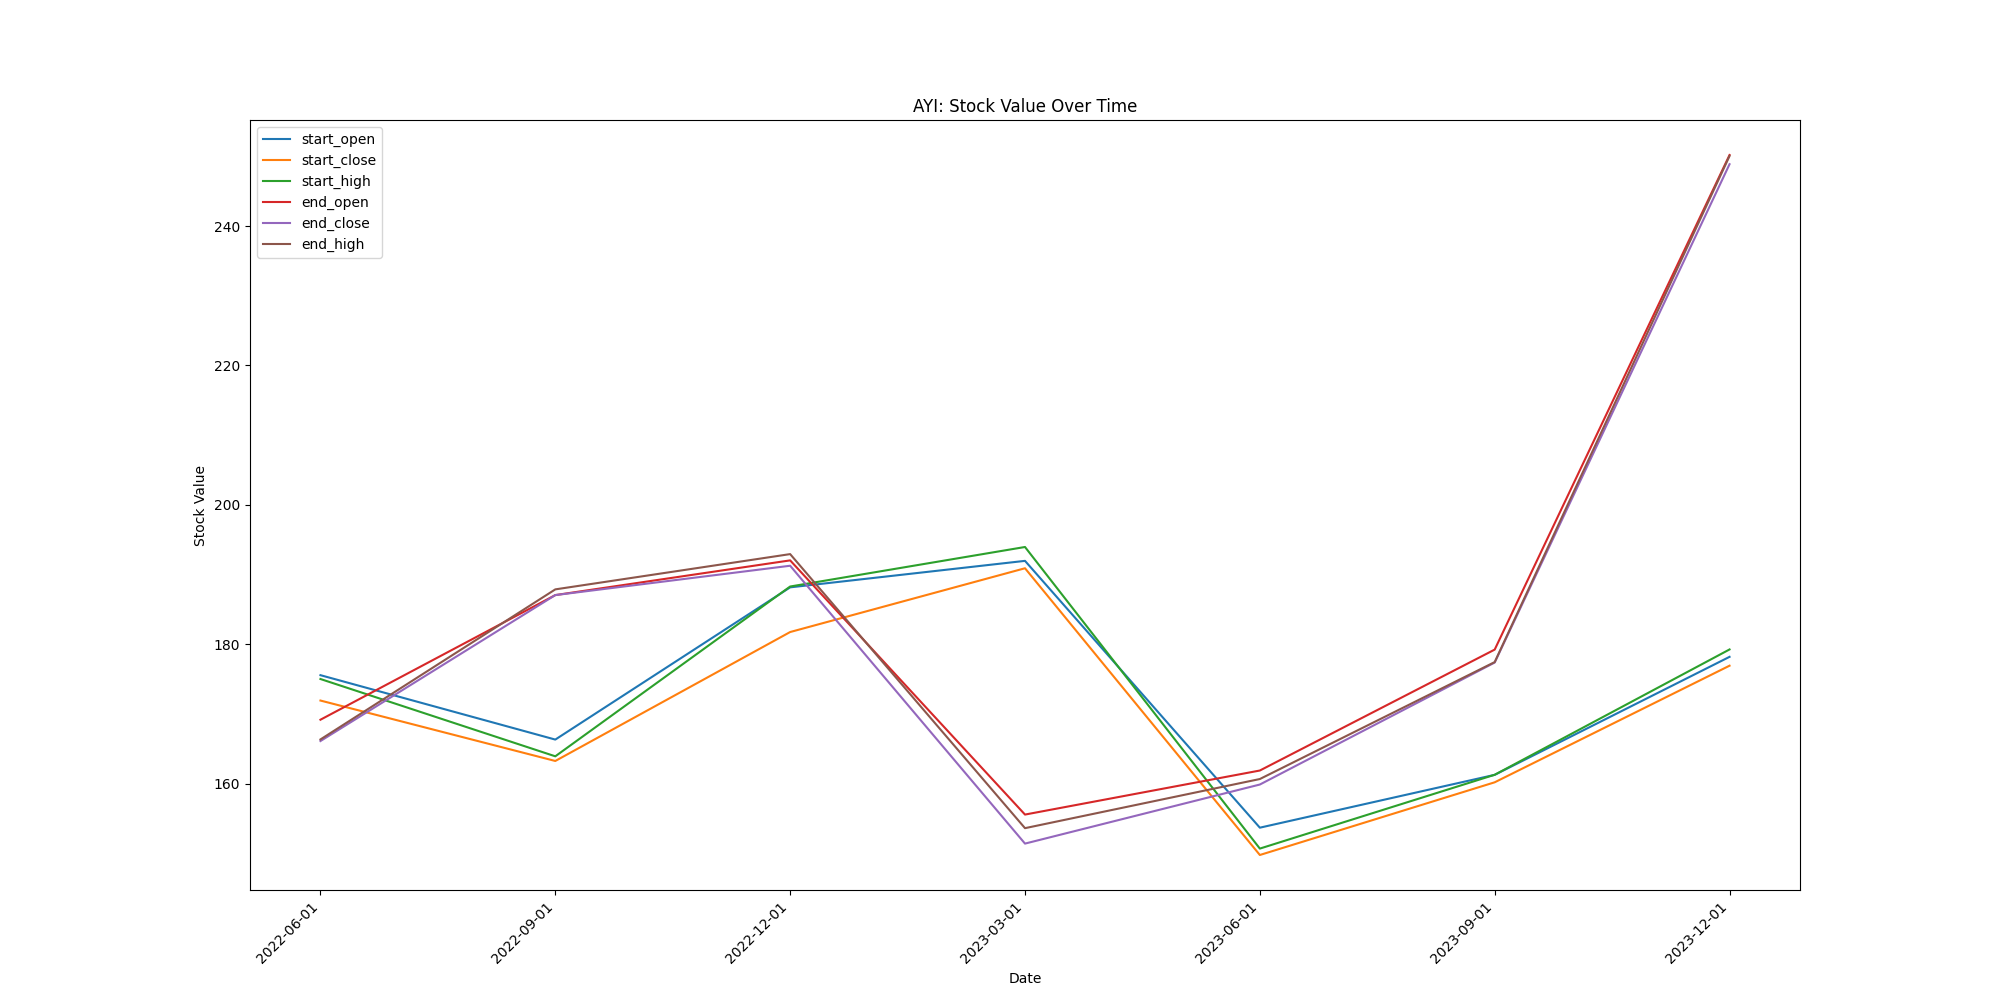 AYI: Stock Value Over Time
start_open
start_close
start_high
end_open
end_close
end_high
240
220
200
180
160
Stock Value
2022-06-01
2022-09-01
2022-12-01
2023-03-01
2023-06-01
2023-09-01
2023-12-01
Date